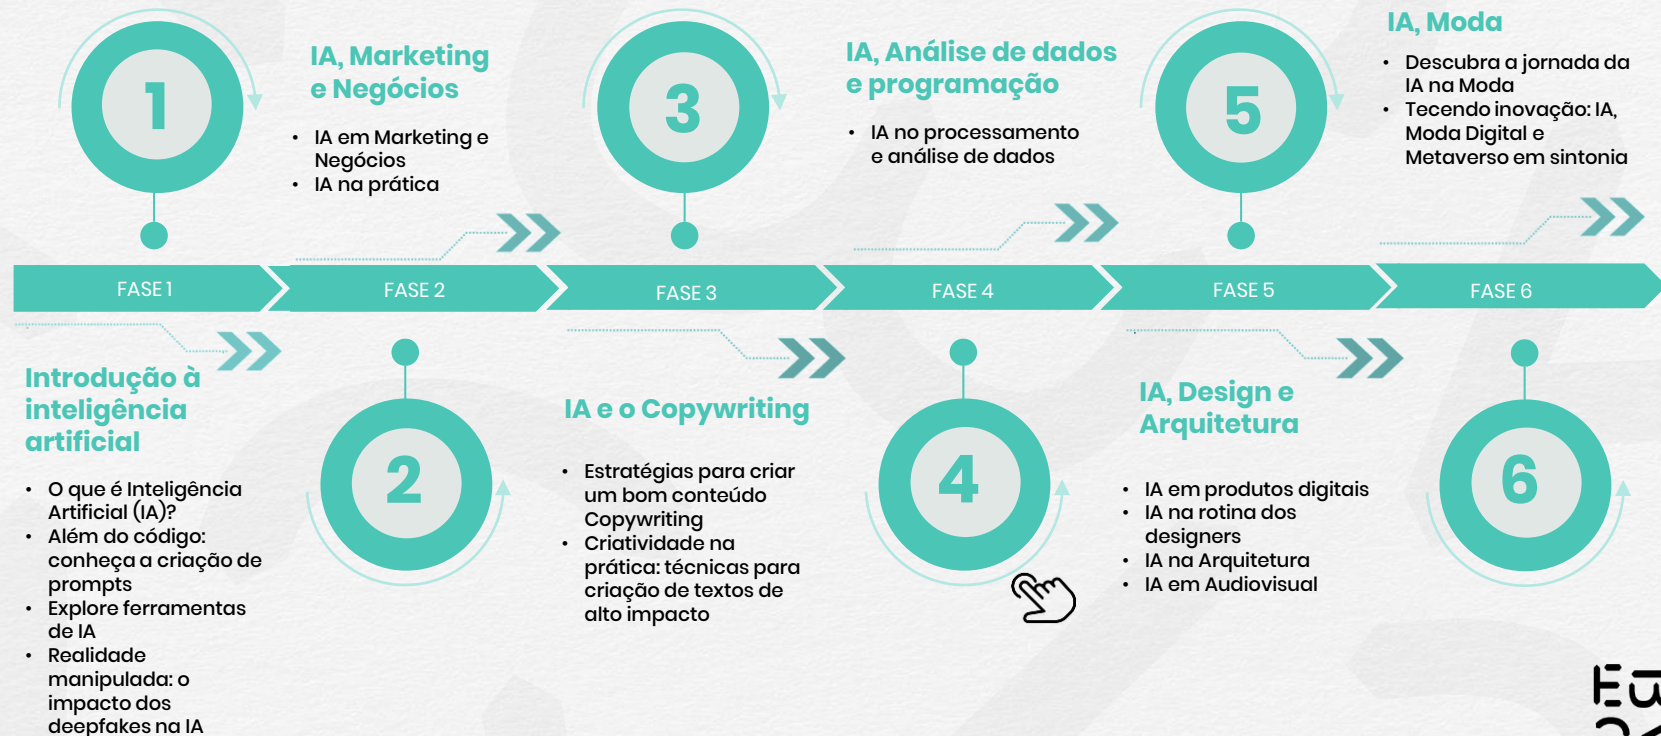 1
IA, Marketing
e Negócios
• IA em Marketing e
Negócios
• IA na prática
3
IA, Análise de dados
e programação
• IA no processamento
e análise de dados
5
IA, Moda
• Descubra a jornada da
IA na Moda
• Tecendo inovação: IA,
Moda Digital e
Metaverso em sintonia
FASE 1
FASE 2
FASE 3
FASE 4
FASE 5
FASE 6
Introdução à
inteligência
artificial
• O que é Inteligência
Artificial (IA)?
• Além do código:
conheça a criação de
prompts
• Explore ferramentas
de IA
• Realidade
manipulada: o
impacto dos
deepfakes na IA
2
IA e o Copywriting
• Estratégias para criar
um bom conteúdo
Copywriting
• Criatividade na
prática: técnicas para
criação de textos de
alto impacto
4
IA, Design e
Arquitetura
• IA em produtos digitais
• IA na rotina dos
designers
• IA na Arquitetura
• IA em Audiovisual
6